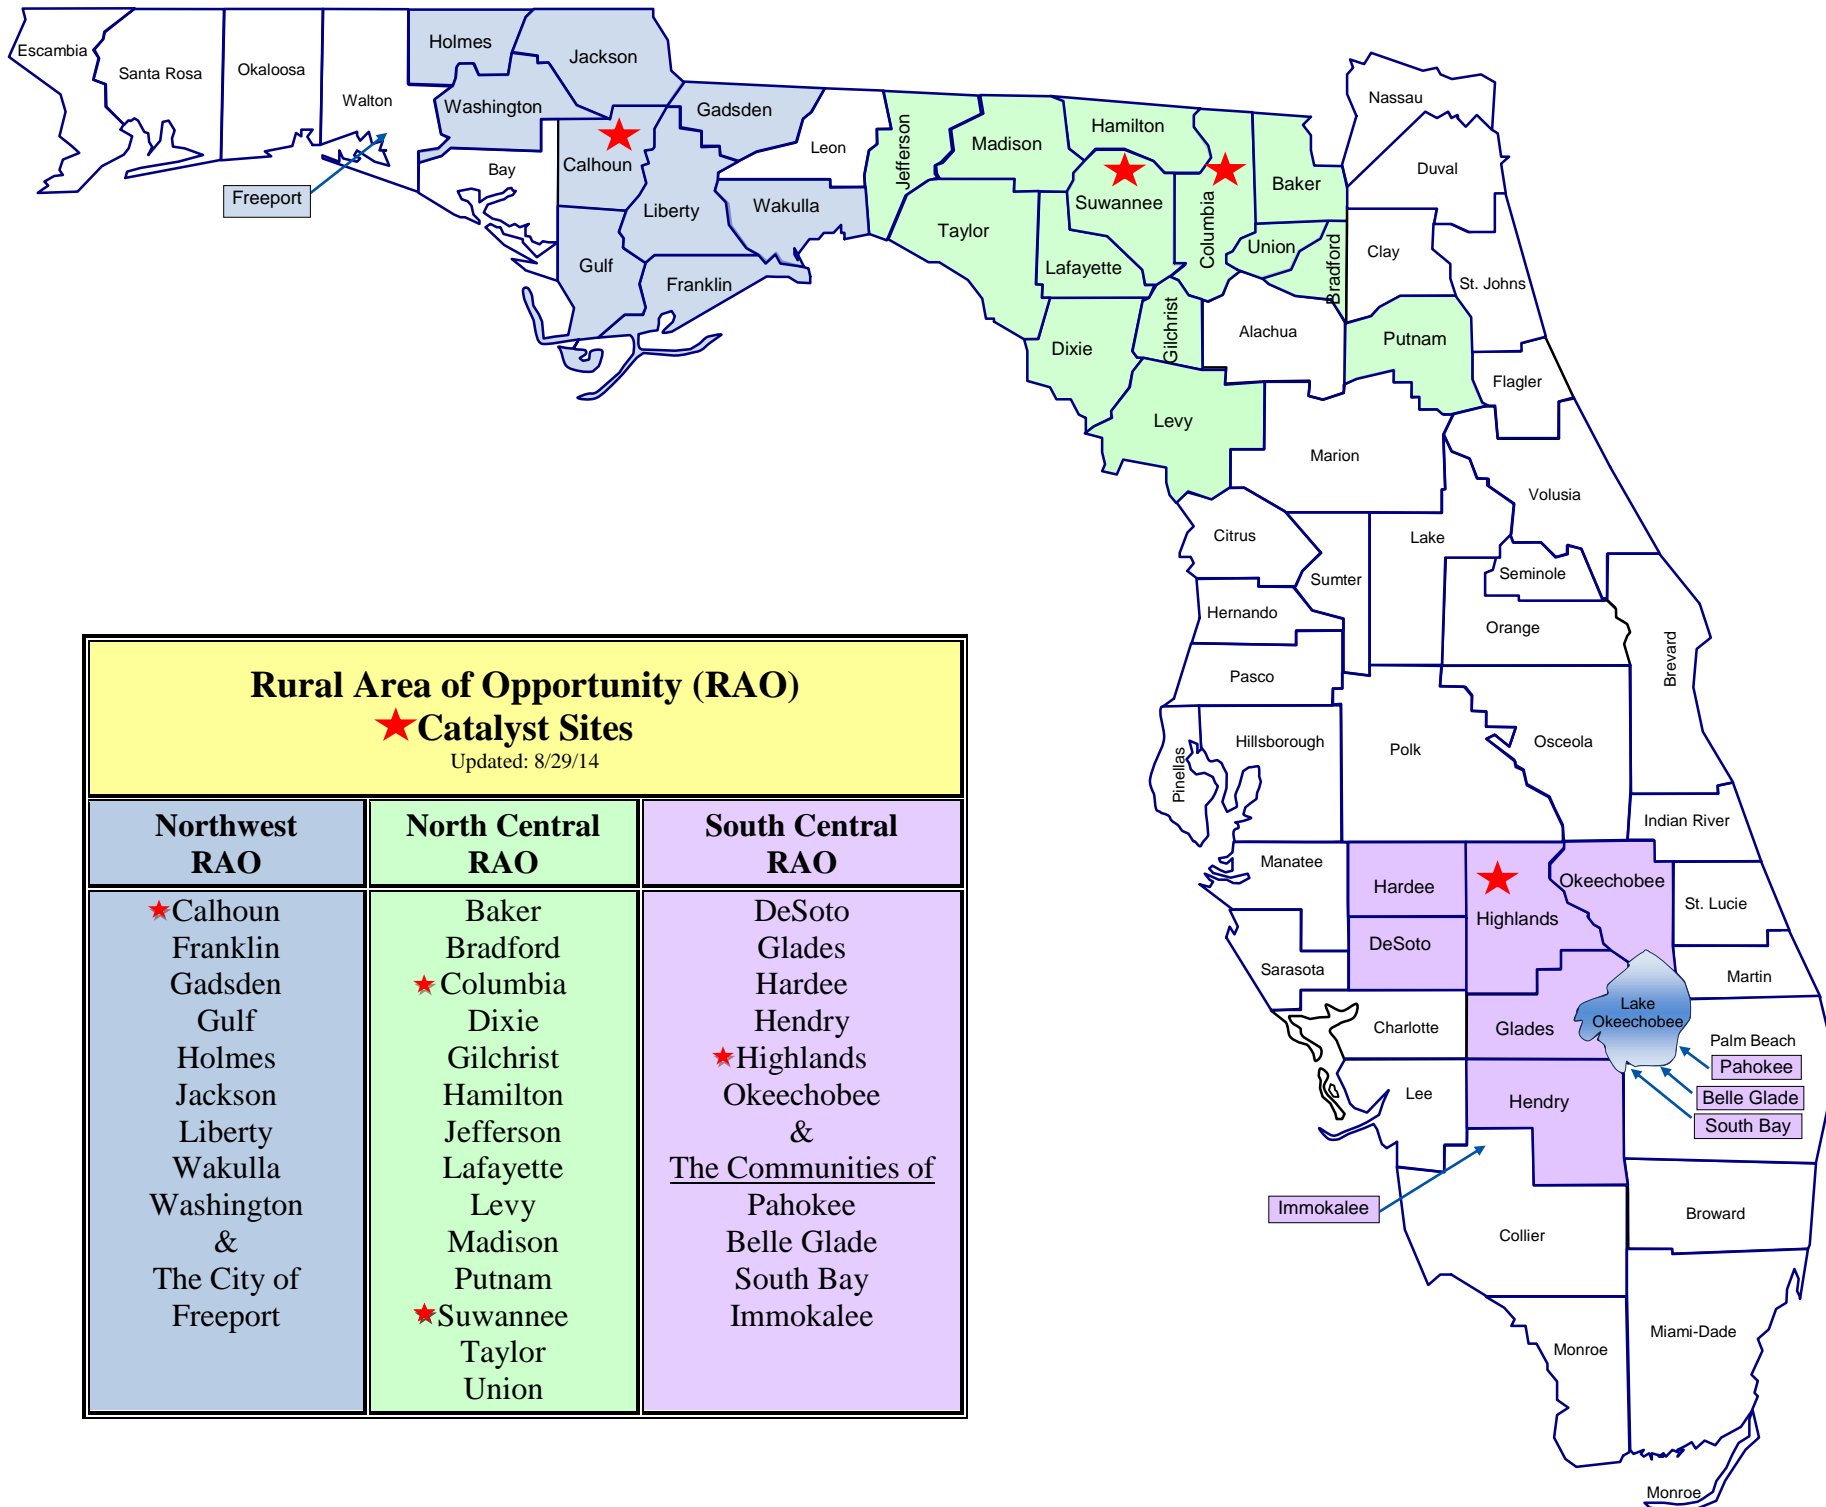 Escambia
Santa Rosa
Okaloosa
Walton
Holmes
Jackson
Washington
Gadsden
Calhoun
Bay
Leon
Liberty
Wakulla
Gulf
Franklin
Freeport
Jefferson
Madison
Hamilton
Suwannee
Columbia
Baker
Nassau
Duval
Taylor
Lafayette
Union
Bradford
Clay
St. Johns
Dixie
Gilchrist
Alachua
Putnam
Flagler
Levy
Marion
Volusia
Citrus
Lake
Sumter
Seminole
Hernando
Orange
Brevard
Pasco
Pinellas
Hillsborough
Polk
Osceola
Indian River
Manatee
Hardee
Highlands
Okeechobee
St. Lucie
DeSoto
Sarasota
Martin
Charlotte
Glades
Lake
Okeechobee
Palm Beach
Pahokee
Belle Glade
South Bay
Lee
Hendry
Immokalee
Collier
Broward
Monroe
Miami-Dade
Monroe
Rural Area of Opportunity (RAO)
★Catalyst Sites
Updated: 8/29/14
Northwest
RAO
★Calhoun
Franklin
Gadsden
Gulf
Holmes
Jackson
Liberty
Wakulla
Washington
&
The City of
Freeport
North Central
RAO
Baker
Bradford
★Columbia
Dixie
Gilchrist
Hamilton
Jefferson
Lafayette
Levy
Madison
Putnam
★Suwannee
Taylor
Union
South Central
RAO
DeSoto
Glades
Hardee
Hendry
★Highlands
Okeechobee
&
The Communities of
Pahokee
Belle Glade
South Bay
Immokalee